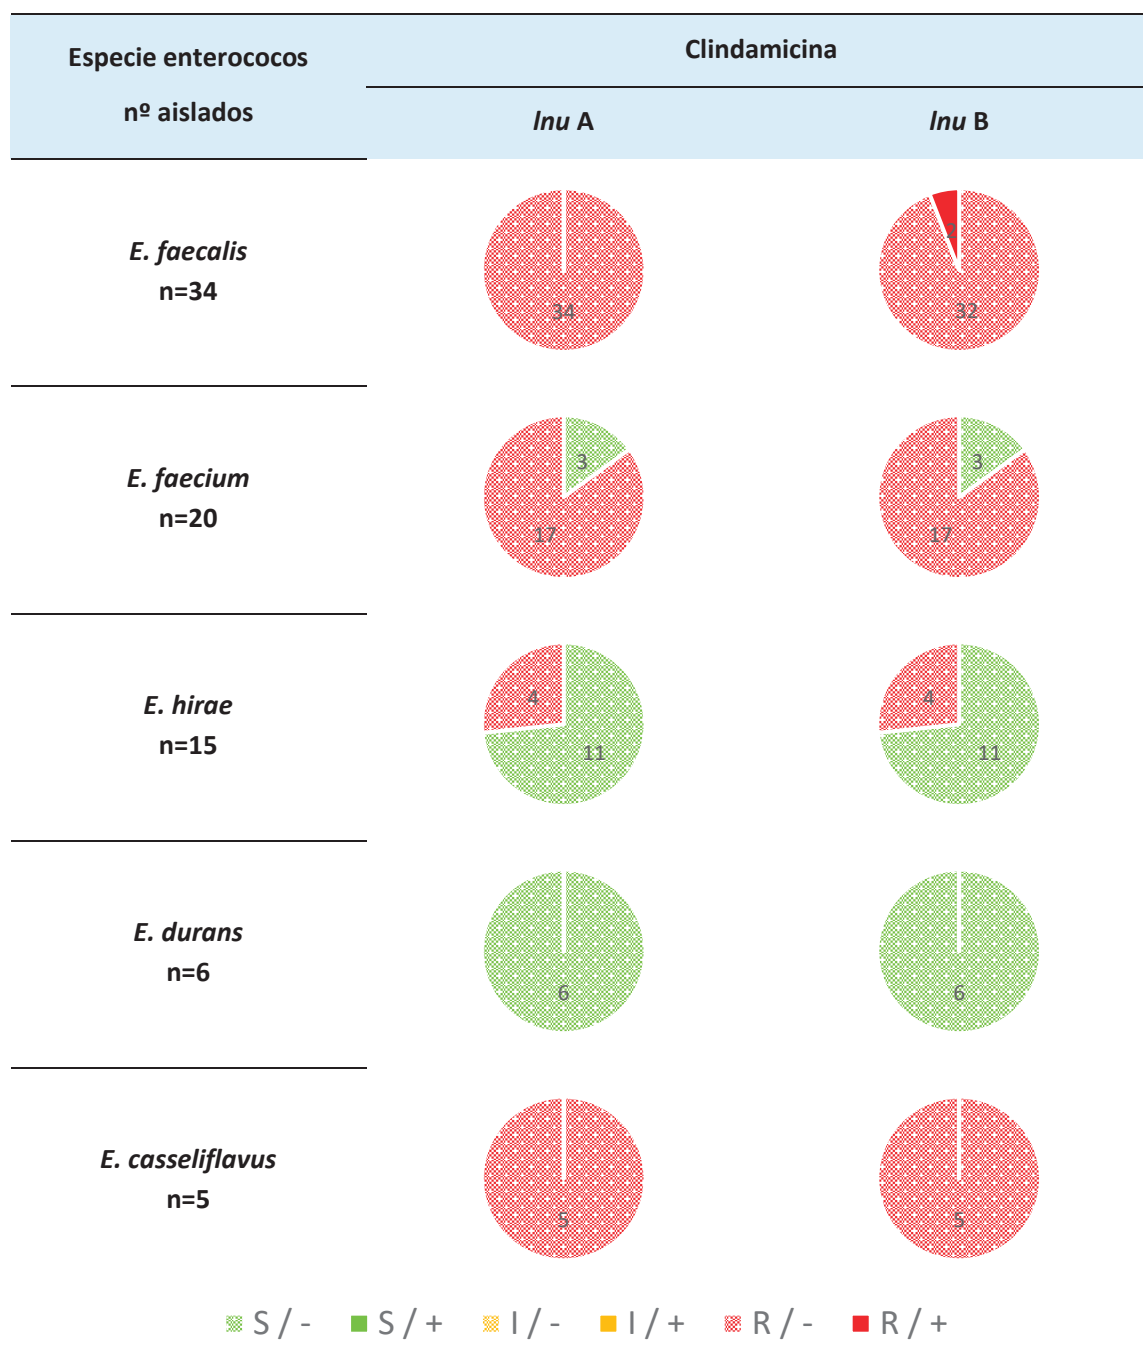 Especie enterococos
nº aislados
Clindamicina
lnu A
lnu B
E. faecalis
n=34
34
2
32
E. faecium
n=20
3
17
3
17
E. hirae
n=15
4
11
4
11
E. durans
n=6
6
6
E. casseliflavus
n=5
5
5
S / - S / + I / - I / + R / - R / +